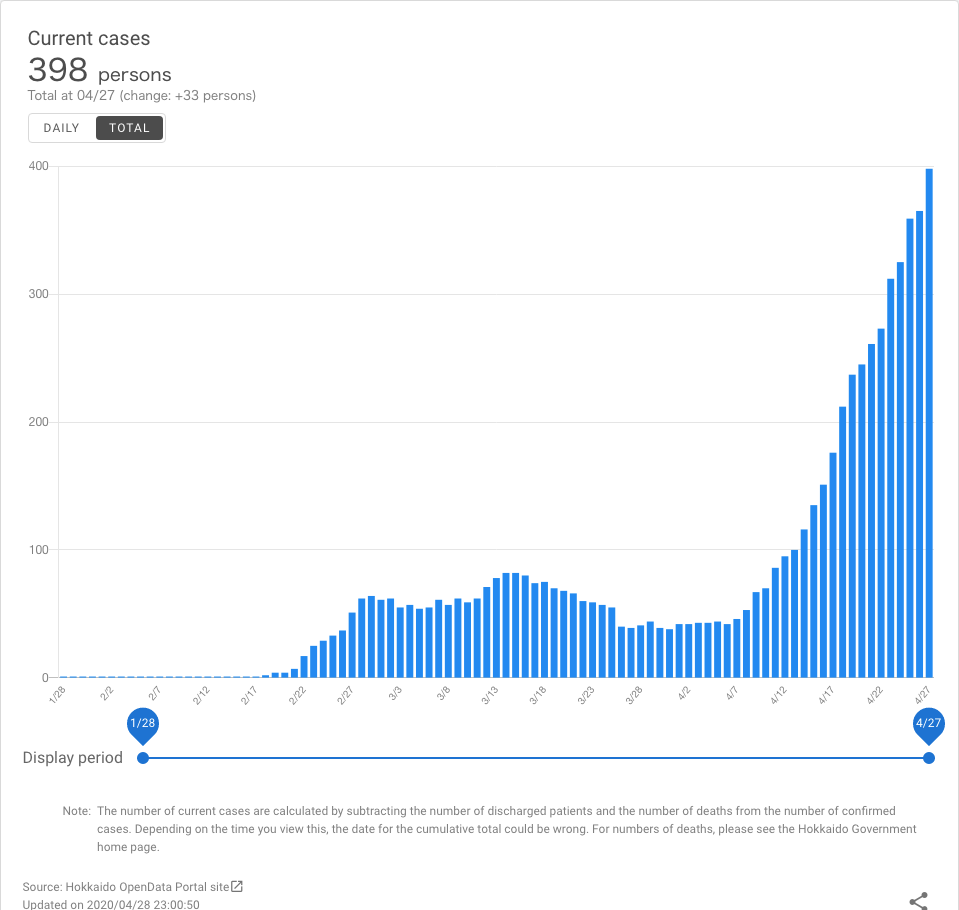 Current cases
398 persons
Total at 04/27 (change: +33 persons)
DAILY TOTAL
400
300
200
100
0
1/28 2/2 2/7 2/12 2/17 2/22 2/27 3/3 3/8 3/13 3/18 3/23 3/28 4/2 4/7 4/12 4/17 4/22 4/27
1/28 4/27
Display period
Note: The number of current cases are calculated by subtracting the number of discharged patients and the number of deaths from the number of confirmed
cases. Depending on the time you view this, the date for the cumulative total could be wrong. For numbers of deaths, please see the Hokkaido Government
home page.
Source: Hokkaido OpenData Portal site
Updated on 2020/04/28 23:00:50